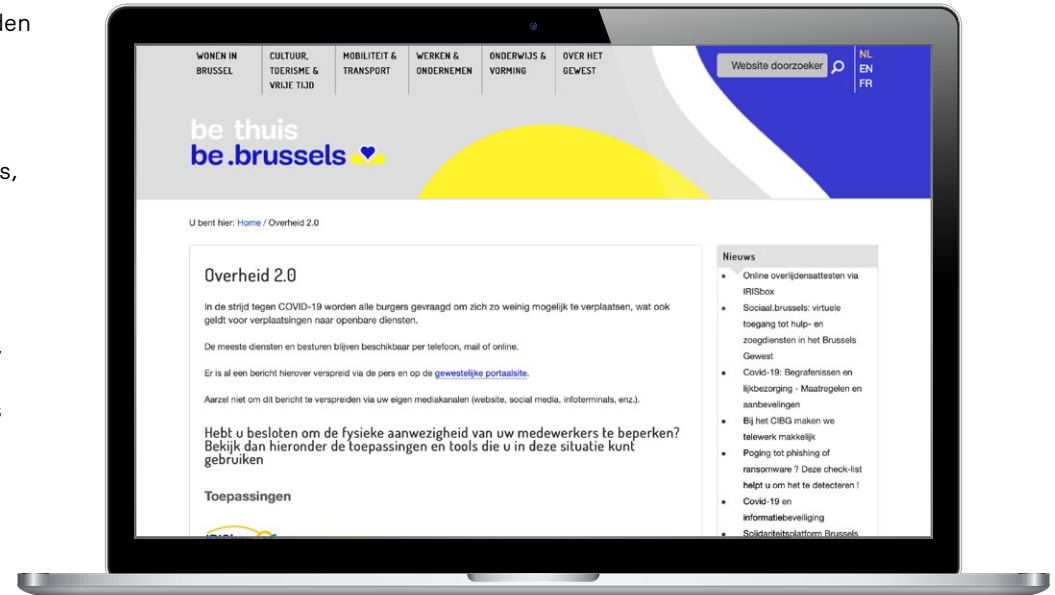 den
s,
s
WONEN IN
BRUSSEL
CULTUUR,
TOERISME &
VRIJE TIJD
MOBILITEIT &
TRANSPORT
WERKEN &
ONDERNEMEN
ONDERWIJS &
VORMING
OVER HET
GEWEST
Website doorzoeker
NL
EN
FR
be thuis
be.brussels
U bent hier: Home / Overheid 2.0
Overheid 2.0
In de strijd tegen COVID-19 worden alle burgers gevraagd om zich zo weinig mogelijk te verplaatsen, wat ook
geldt voor verplaatsingen naar openbare diensten.
De meeste diensten en besturen blijven beschikbaar per telefoon, mail of online.
Er is al een bericht hierover verspreid via de pers en op de gewestelijke portaalsite.
Aarzel niet om dit bericht te verspreiden via uw eigen mediakanalen (website, social media, infoterminals, enz.).
Hebt u besloten om de fysieke aanwezigheid van uw medewerkers te beperken?
Bekijk dan hieronder de toepassingen en tools die u in deze situatie kunt
gebruiken
Toepassingen
Nieuws
Online overlijdensattesten via
IRISbox
Sociaal.brussels: virtuele
toegang tot hulp- en
zoegdiensten in het Brussels
Gewest
Covid-19: Begrafenissen en
lijkbezorging - Maatregelen en
aanbevelingen
Bij het CIBG maken we
telewerk makkelijk
Poging tot phishing of
ransomware ? Deze check-list
helpt u om het te detecteren !
Covid-19 en
informatiebeveiliging
Solidariteitsplatform Brussels